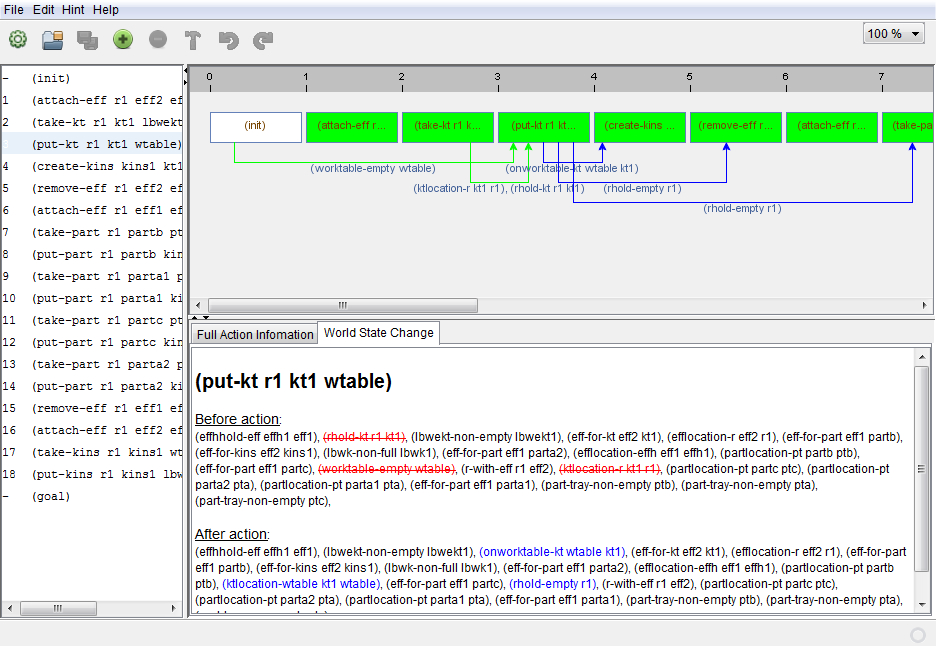 File Edit Hint Help
100 %
- (init)
1 (attach-eff r1 eff2 ef
2 (take-kt r1 kt1 lbwekt
3 (put-kt r1 kt1 wtable)
4 (create-kins kins1 kt1
5 (remove-eff r1 eff2 ef
6 (attach-eff r1 eff1 ef
7 (take-part r1 partb pt
8 (put-part r1 partb kin
9 (take-part r1 parta1 p
10 (put-part r1 parta1 ki
11 (take-part r1 partc pt
12 (put-part r1 partc kin
13 (take-part r1 parta2 p
14 (put-part r1 parta2 ki
15 (remove-eff r1 eff1 ef
16 (attach-eff r1 eff2 ef
17 (take-kins r1 kins1 wt
18 (put-kins r1 kins1 lbw
- (goal)
0 1 2 3 4 5 6 7
(init) (attach-eff r... (take-kt r1 k... (put-kt r1 kt... (create-kins ... (remove-eff r... (attach-eff r... (take-pa
(worktable-empty wtable) (onworktable-kt wtable kt1)
(ktlocation-r kt1 r1), (rhold-kt r1 kt1) (rhold-empty r1)
(rhold-empty r1)
Full Action Infomation World State Change
(put-kt r1 kt1 wtable)
Before action:
(effhhold-eff effh1 eff1), (rhold-kt r1 kt1), (lbwekt-non-empty lbwekt1), (eff-for-kt eff2 kt1), (efflocation-r eff2 r1), (eff-for-part eff1 partb),
(eff-for-kins eff2 kins1), (lbwk-non-full lbwk1), (eff-for-part eff1 parta2), (efflocation-effh eff1 effh1), (partlocation-pt partb ptb),
(eff-for-part eff1 partc), (worktable-empty wtable), (r-with-eff r1 eff2), (ktlocation-r kt1 r1), (partlocation-pt partc ptc), (partlocation-pt
parta2 pta), (partlocation-pt parta1 pta), (eff-for-part eff1 parta1), (part-tray-non-empty ptb), (part-tray-non-empty pta),
(part-tray-non-empty ptc),
After action:
(effhhold-eff effh1 eff1), (lbwekt-non-empty lbwekt1), (onworktable-kt wtable kt1), (eff-for-kt eff2 kt1), (efflocation-r eff2 r1), (eff-for-part
eff1 partb), (eff-for-kins eff2 kins1), (lbwk-non-full lbwk1), (eff-for-part eff1 parta2), (efflocation-effh eff1 effh1), (partlocation-pt partb
ptb), (ktlocation-wtable kt1 wtable), (eff-for-part eff1 partc), (rhold-empty r1), (r-with-eff r1 eff2), (partlocation-pt partc ptc),
(partlocation-pt parta2 pta), (partlocation-pt parta1 pta), (eff-for-part eff1 parta1), (part-tray-non-empty ptb), (part-tray-non-empty pta),